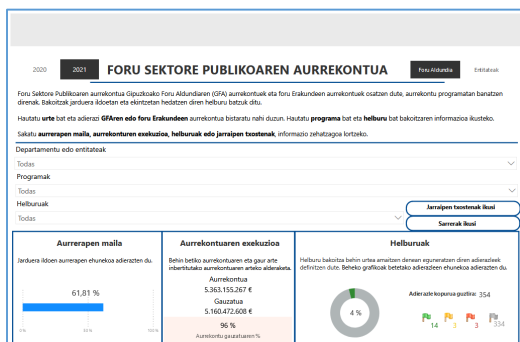 2020 2021 FORU SEKTORE PUBLIKOAREN AURREKONTUA Foru Aldundia Entitateak
Foru Sektore Publikoaren aurrekontua Gipuzkoako Foru Aldundiaren (GFA) aurrekontuek eta foru Erakundeen aurrekontuek osatzen dute, aurrekontu programatan banatzen
direnak. Bakoitzak jarduera ildoetan eta ekintzetan hedatzen diren helburu batzuk ditu.
Hautatu urte bat eta adierazi GFAren edo foru Erakundeen aurrekontua bistaratu nahi duzun. Hautatu programa bat eta helburu bat bakoitzaren informazioa ikusteko.
Sakatu aurrerapen maila, aurrekonturen exekuzioa, helburuak edo jarraipen txostenak, informazio zehatzagoa lortzeko.
Departamentu edo entitateak
Todas
Programak
Todas
Helburuak
Todas
Jarraipen txostenak ikusi
Sarrerak ikusi
Aurrerapen maila
Jarduera ildoen aurrerapen ehunekoa adierazten du.
61,81 %
Aurrekontuaren exekuzioa
Behin betiko aurrekontuaren eta gaur arte
inbertitutako aurrekontuaren arteko alderaketa.
Aurrekontua
5.363.155.267 €
Gauzatua
5.160.472.608 €
96 %
Aurrekontu gauzatuaren %
Helburuak
Helburu bakoitza behin urtea amaitzen denean eguneratzen diren adierazleek
definitzen dute. Beheko grafikoak betetako adierazleen ehunekoa adierazten du.
4 %
Adierazle kopurua guztira: 354
14 3 3 334